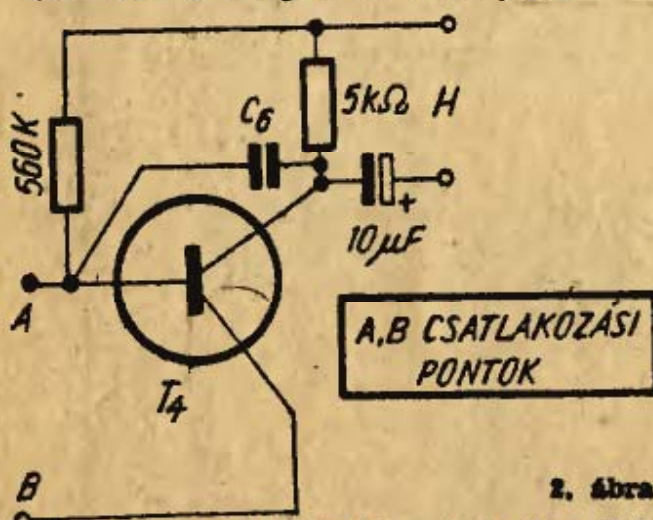 C6
5kΩ H
560K
10µF
+
A
T4
A,B CSATLAKOZÁSI
PONTOK
B
2. ábra